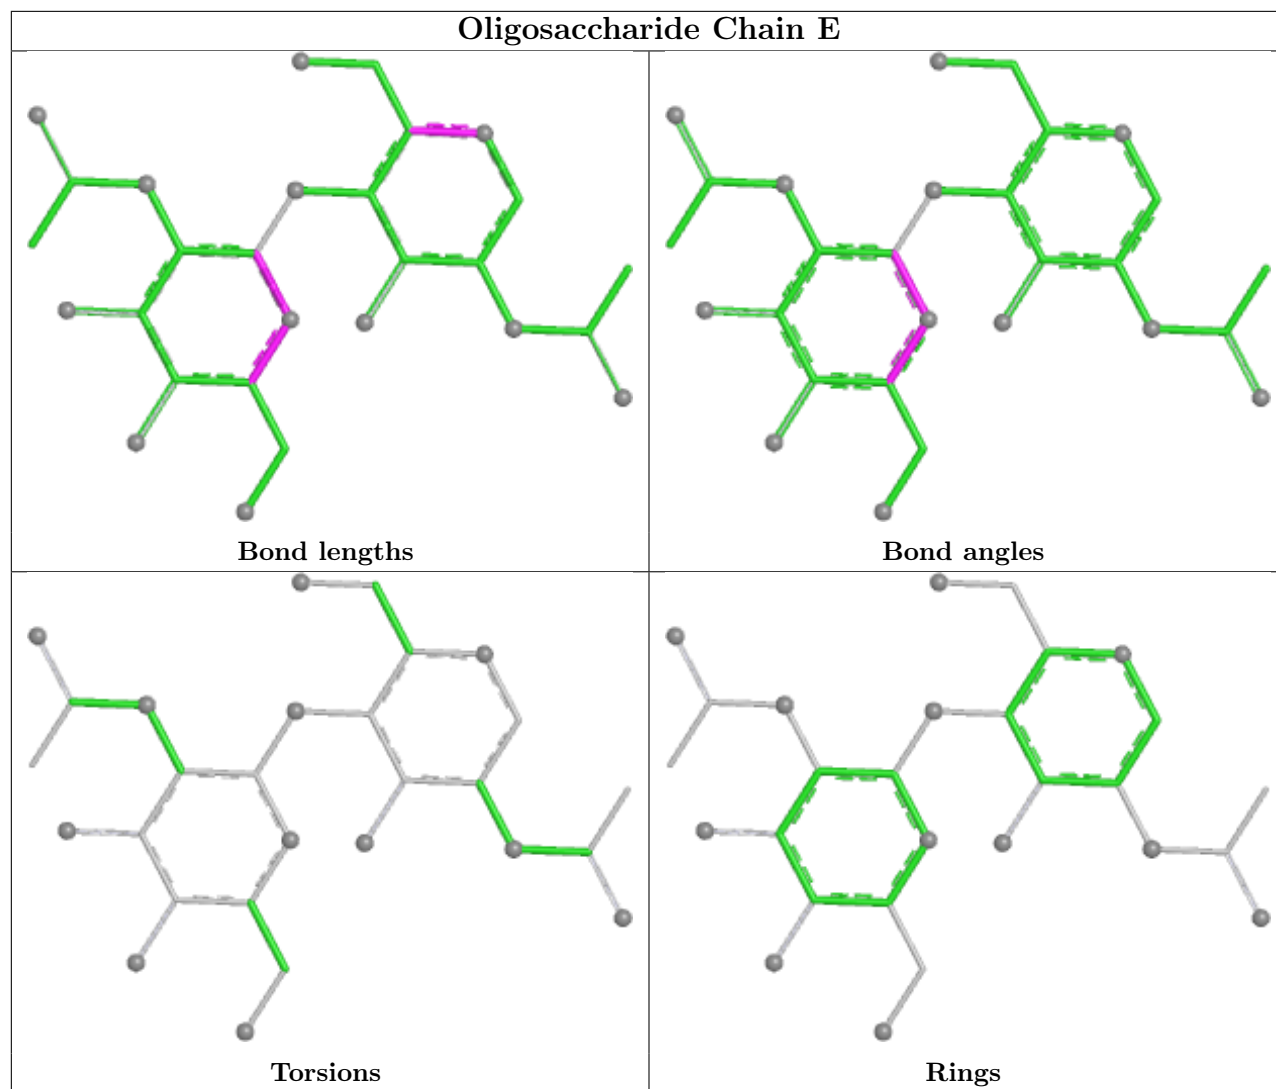 Oligosaccharide Chain E
Bond lengths
Bond angles
Torsions
Rings